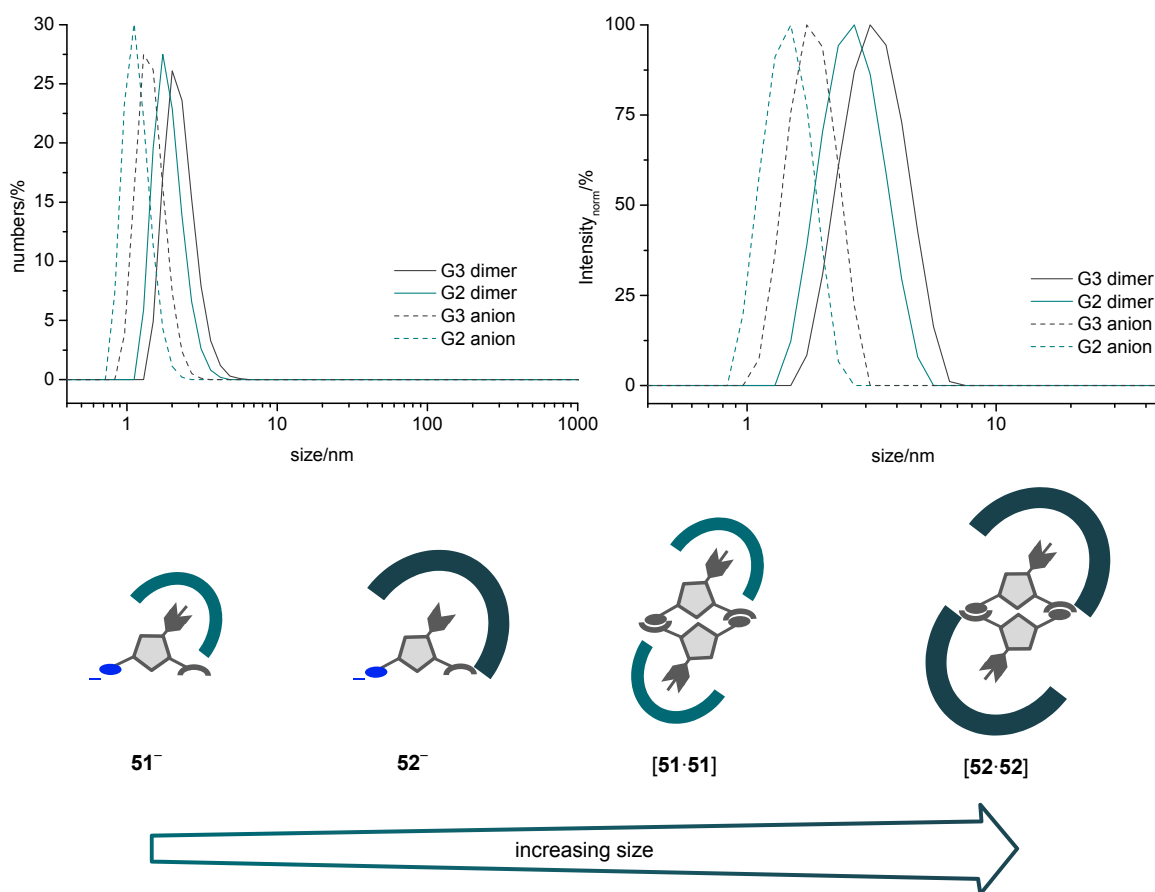 30
25
20
15
10
5
0
numbers/%
1
10
100
1000
size/nm
G3 dimer
G2 dimer
G3 anion
G2 anion
100
75
50
25
0
Intensitynorm/%
1
10
size/nm
G3 dimer
G2 dimer
G3 anion
G2 anion
–
–
51⁻
52⁻
[51·51]
[52·52]
increasing size